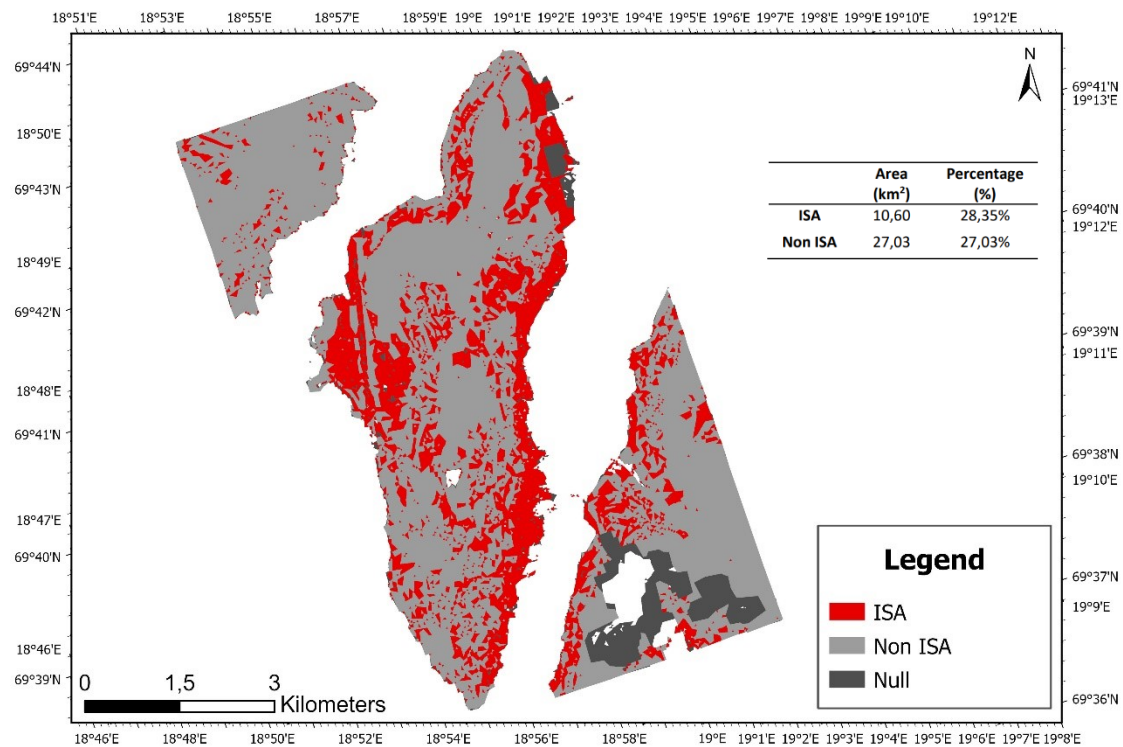 18°51'E 18°53'E 18°55'E 18°57'E 18°59'E 19°E 19°1'E 19°2'E 19°3'E 19°4'E 19°5'E 19°6'E 19°7'E 19°8'E 19°9'E 19°10'E 19°12'E
69°44'N
18°50'E
69°43'N
18°49'E
69°42'N
18°48'E
69°41'N
18°47'E
69°40'N
18°46'E
69°39'N
N
69°41'N
19°13'E
69°40'N
19°12'E
69°39'N
19°11'E
69°38'N
19°10'E
69°37'N
19°9'E
69°36'N
Area Percentage
(km²) (%)
ISA 10,60 28,35%
Non ISA 27,03 27,03%
Legend
ISA
Non ISA
Null
0 1,5 3
Kilometers
18°46'E 18°48'E 18°50'E 18°52'E 18°54'E 18°56'E 18°58'E 19°E 19°1'E 19°2'E 19°3'E 19°4'E 19°5'E 19°6'E 19°7'E 19°8'E